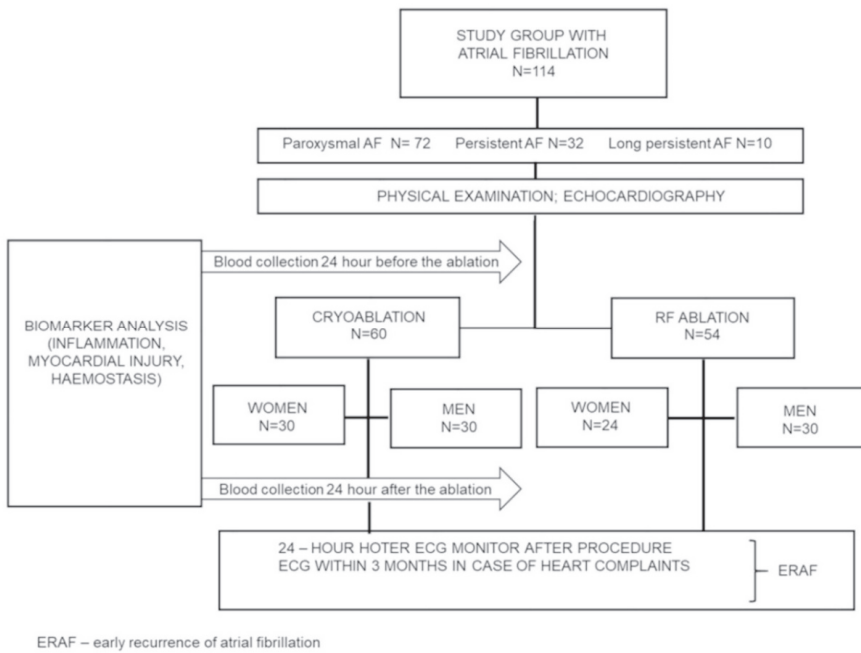 STUDY GROUP WITH
ATRIAL FIBRILLATION
N=114
Paroxysmal AF N= 72 Persistent AF N=32 Long persistent AF N=10
PHYSICAL EXAMINATION; ECHOCARDIOGRAPHY
Blood collection 24 hour before the ablation
BIOMARKER ANALYSIS
(INFLAMMATION,
MYOCARDIAL INJURY,
HAEMOSTASIS)
CRYOABLATION
N=60
RF ABLATION
N=54
WOMEN
N=30
MEN
N=30
WOMEN
N=24
MEN
N=30
Blood collection 24 hour after the ablation
24 – HOUR HOTER ECG MONITOR AFTER PROCEDURE
ECG WITHIN 3 MONTHS IN CASE OF HEART COMPLAINTS
ERAF
ERAF – early recurrence of atrial fibrillation